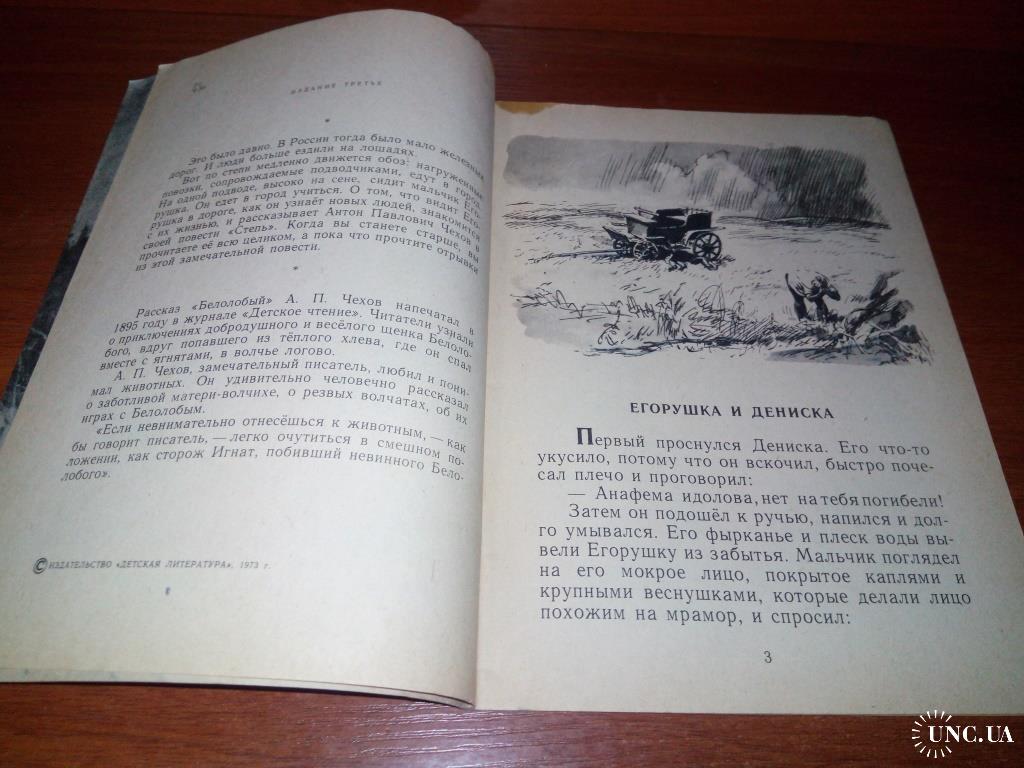 ИЗДАНИЕ ТРЕТЬЕ
*
Это было давно. В России тогда было мало железных
дорог. И люди больше ездили на лошадях.
Вот по степи медленно движется обоз: нагруженные
повозки, сопровождаемые подводчиками, едут в город.
На одной подводе, высоко на сене, сидит мальчик Его-
рушка. Он едет в город учиться. О том, что видит Его-
рушка в дороге, как он узнаёт новых людей, знакомится
с их жизнью, и рассказывает Антон Павлович Чехов в
своей повести «Степь». Когда вы станете старше, вы
прочитаете её всю целиком, а пока что прочтите отрывки
из этой замечательной повести.
*
Рассказ «Белолобый» А. П. Чехов напечатал в
1895 году в журнале «Детское чтение». Читатели узнали
о приключениях добродушного и весёлого щенка Белоло-
бого, вдруг попавшего из тёплого хлева, где он спал
вместе с ягнятами, в волчье логово.
А. П. Чехов, замечательный писатель, любил и пони-
мал животных. Он удивительно человечно рассказал
о заботливой матери-волчихе, о резвых волчатах, об их
играх с Белолобым.
«Если невнимательно отнесёшься к животным, — как
бы говорит писатель, — легко очутиться в смешном по-
ложении, как сторож Игнат, побивший невинного Бело-
лобого».
© ИЗДАТЕЛЬСТВО «ДЕТСКАЯ ЛИТЕРАТУРА», 1973 г.
ЕГОРУШКА И ДЕНИСКА
Первый проснулся Дениска. Его что-то
укусило, потому что он вскочил, быстро поче-
сал плечо и проговорил:
— Анафема идолова, нет на тебя погибели!
Затем он подошёл к ручью, напился и дол-
го умывался. Его фырканье и плеск воды вы-
вели Егорушку из забытья. Мальчик поглядел
на его мокрое лицо, покрытое каплями и
крупными веснушками, которые делали лицо
похожим на мрамор, и спросил:
3
UNC.UA